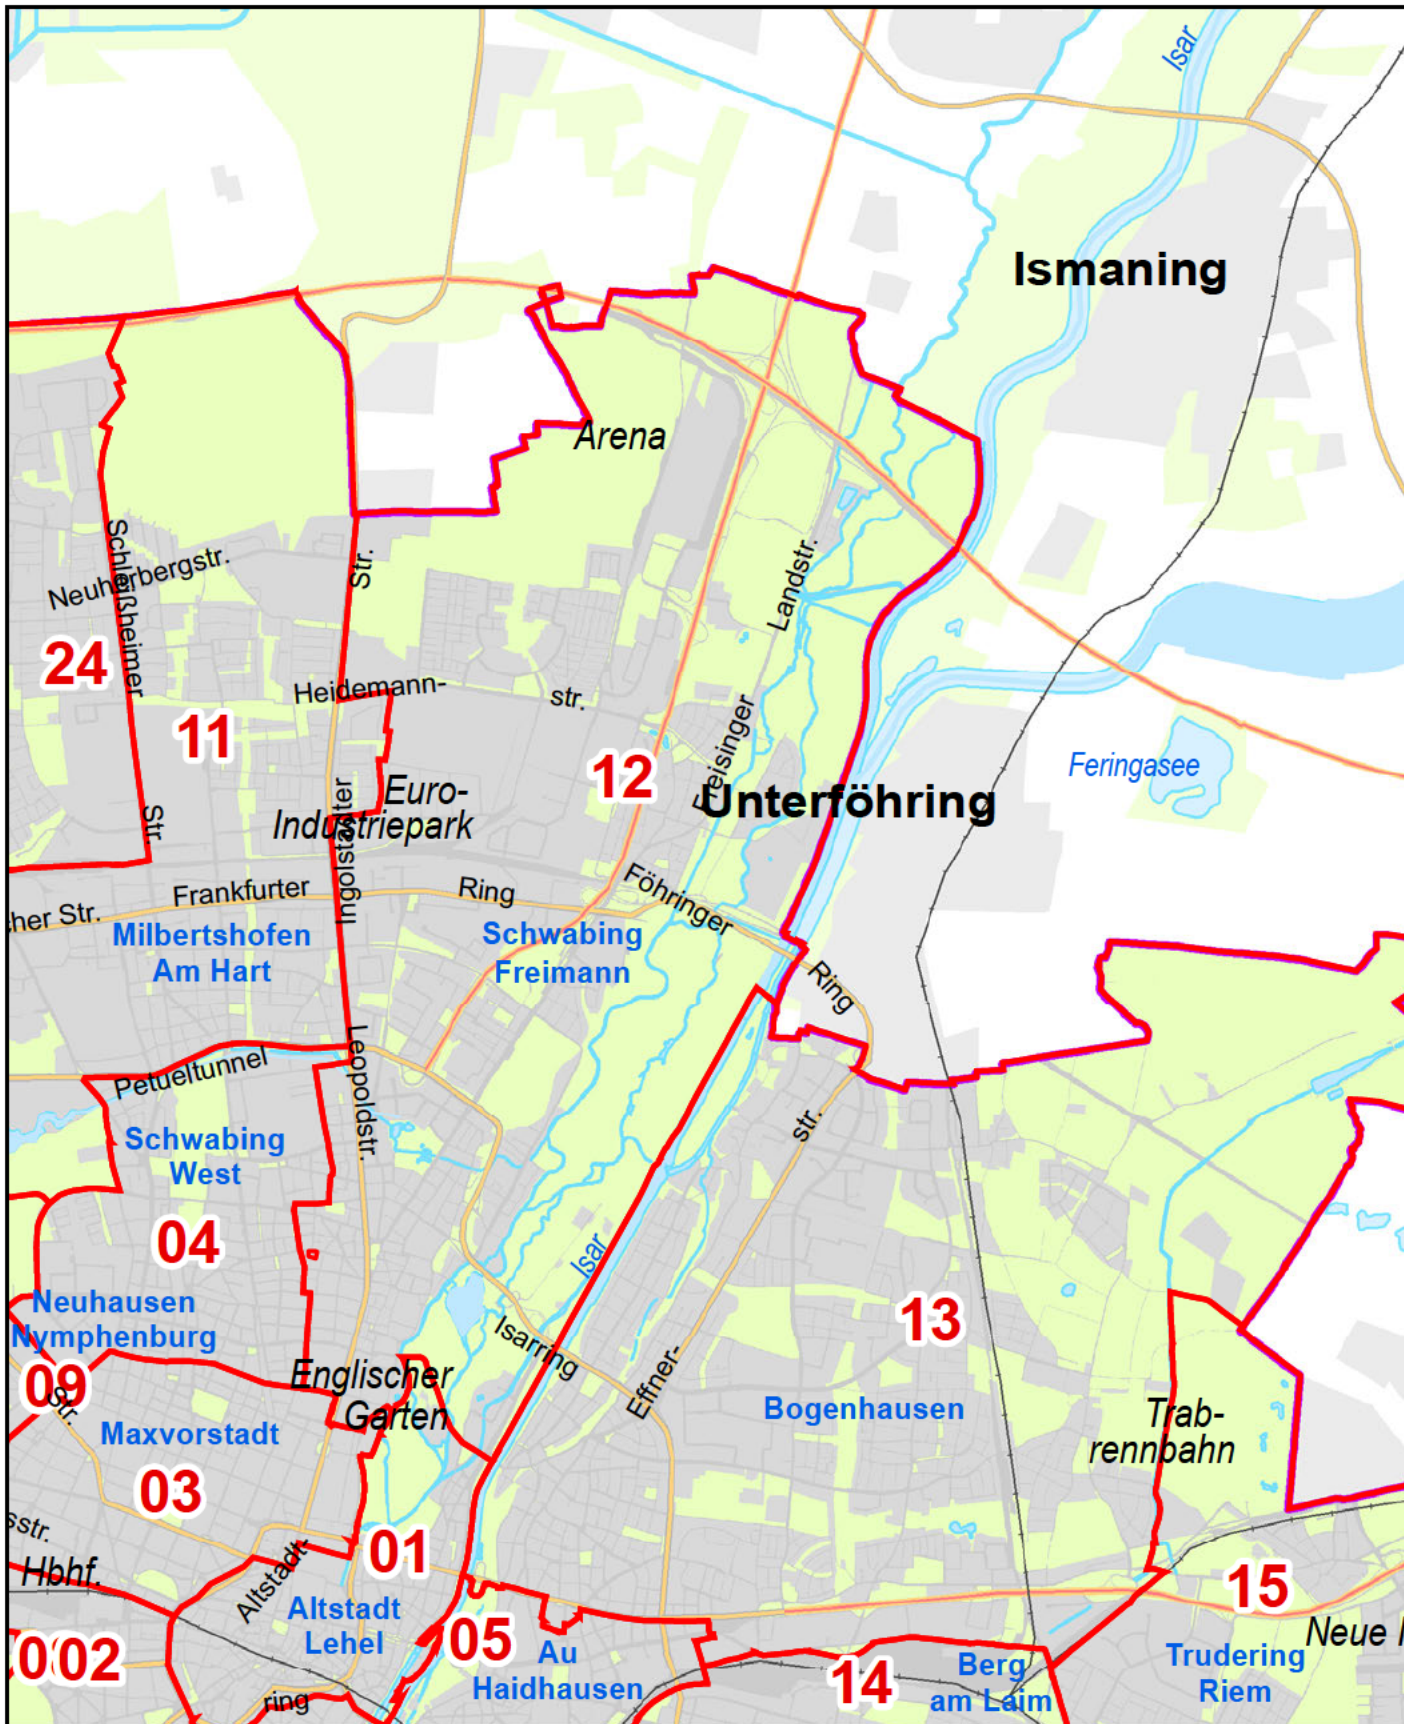 Isar
Ismaning
Arena
Schleißheimer
Neuherbergstr.
Str.
Landstr.
24
Heidemann-
str.
11
12
Freisinger
Feringasee
Unterföhring
Euro-
Industriepark
Str.
Ingolstädter
Frankfurter
Ring
Föhringer
Ring
cher Str.
Milbertshofen
Am Hart
Schwabing
Freimann
Petueltunnel
Leopoldstr.
Schwabing
West
str.
04
Isar
Neuhausen
Nymphenburg
13
Isarring
Effner-
09
Str.
Englischer
Garten
Maxvorstadt
Bogenhausen
Trab-
rennbahn
03
sstr.
Hbhf.
Altstadt-
01
Altstadt
Lehel
15
Neue
02
05
Au
Haidhausen
14
Berg
am Laim
Trudering
Riem
ring